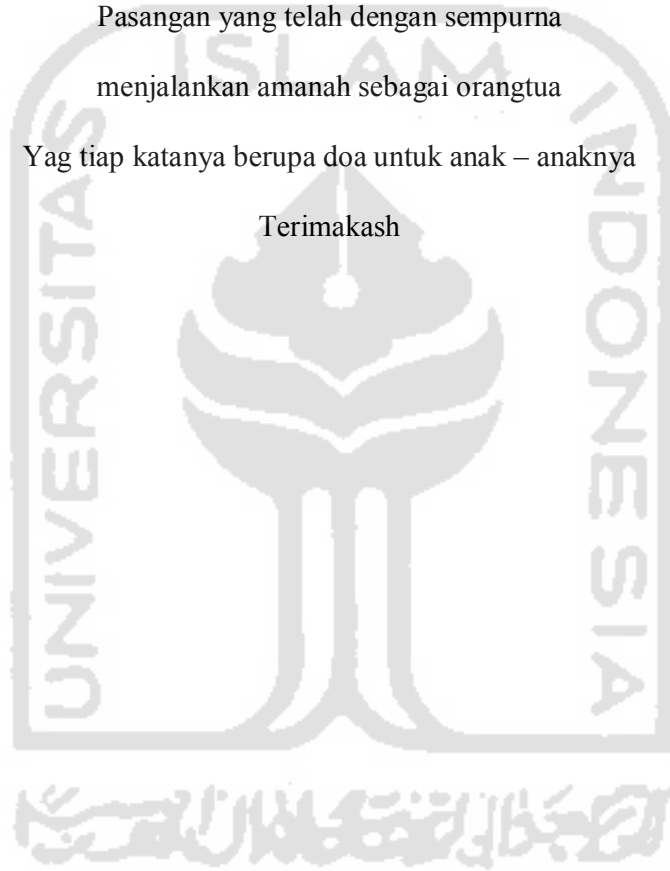 Pasangan yang telah dengan sempurna
ISLAM
menjalankan amanah sebagai orangtua
Yag tiap katanya berupa doa untuk anak – anaknya
Terimakash
UNIVERSITAS
INDONESIA